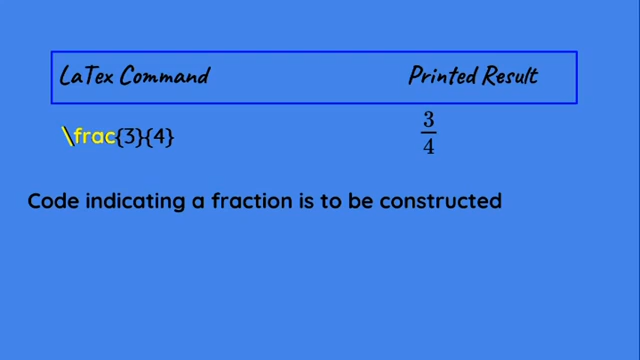 LaTex Command Printed Result
\frac{3}{4} 3/4
Code indicating a fraction is to be constructed